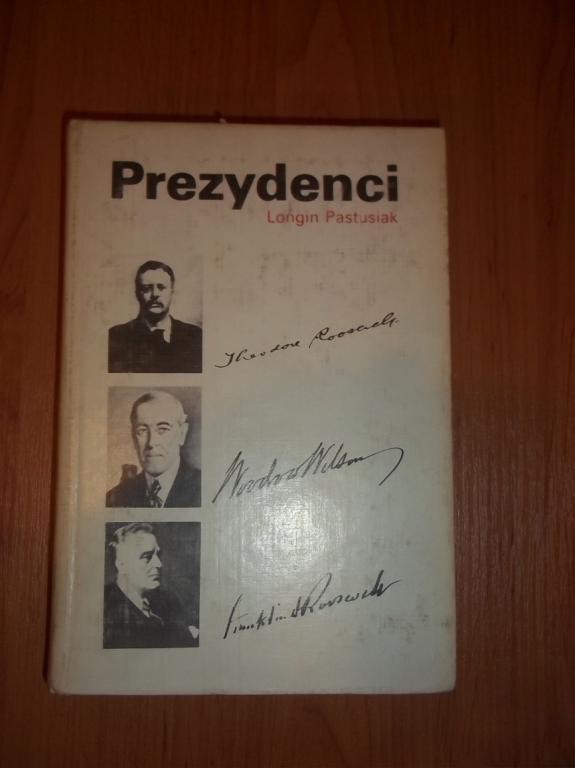 Prezydenci
Longin Pastusiak
Theodore Roosevelt.
Woodrow Wilson
Franklin D Roosevelt